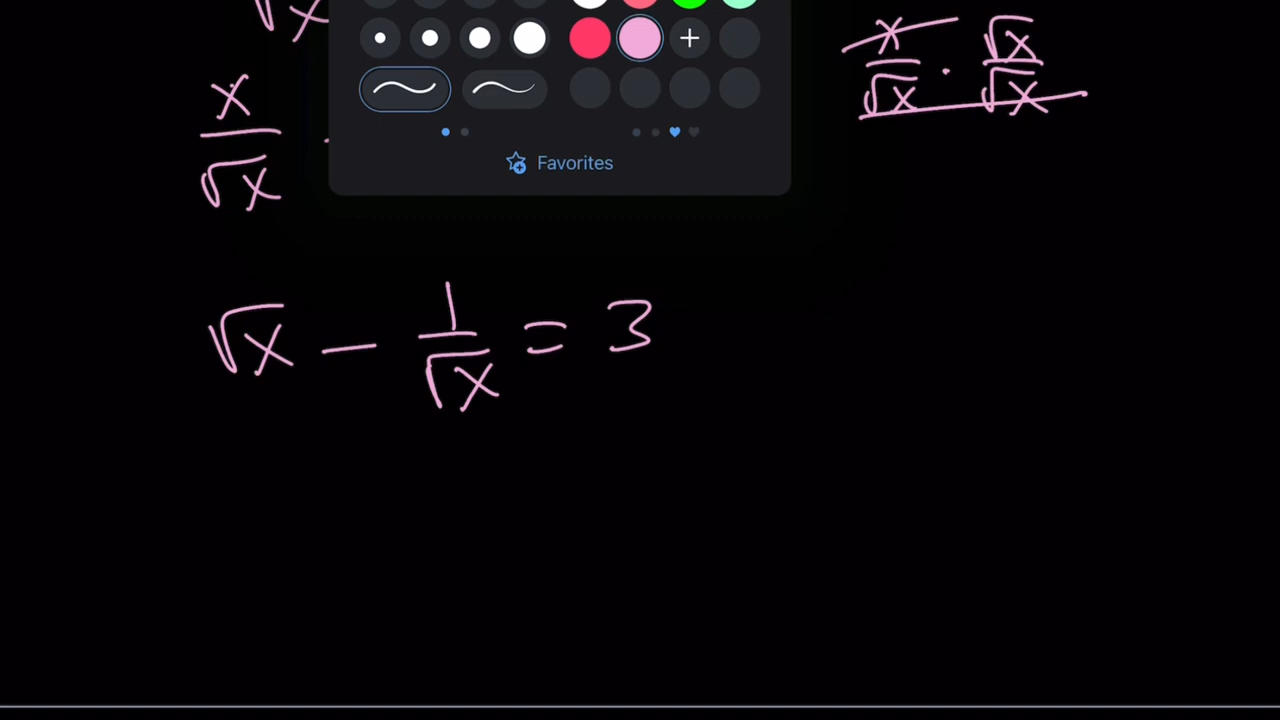 √x
x/√x -
x/√x · √x/√x
Favorites
√x - 1/√x = 3